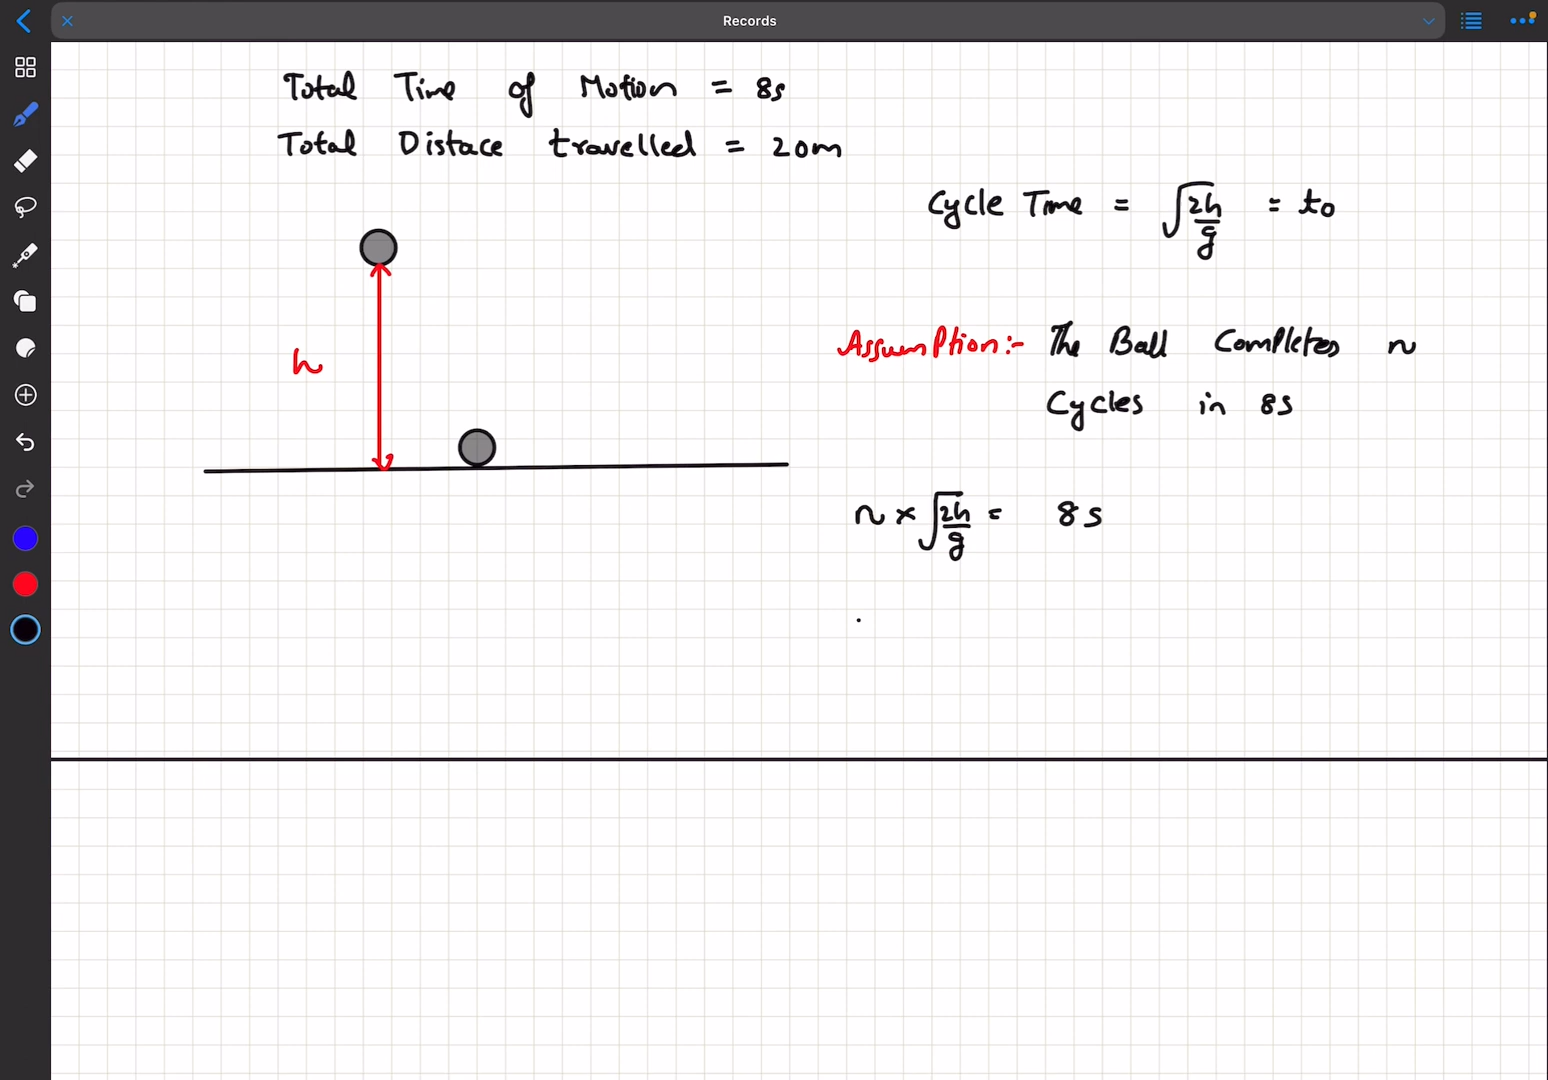 Records
Total Time of Motion = 8s
Total Distace travelled = 20m
Cycle Time = √(2h/g) = to
h
Assumption:- The Ball Completes n
Cycles in 8s
n × √(2h/g) = 8s